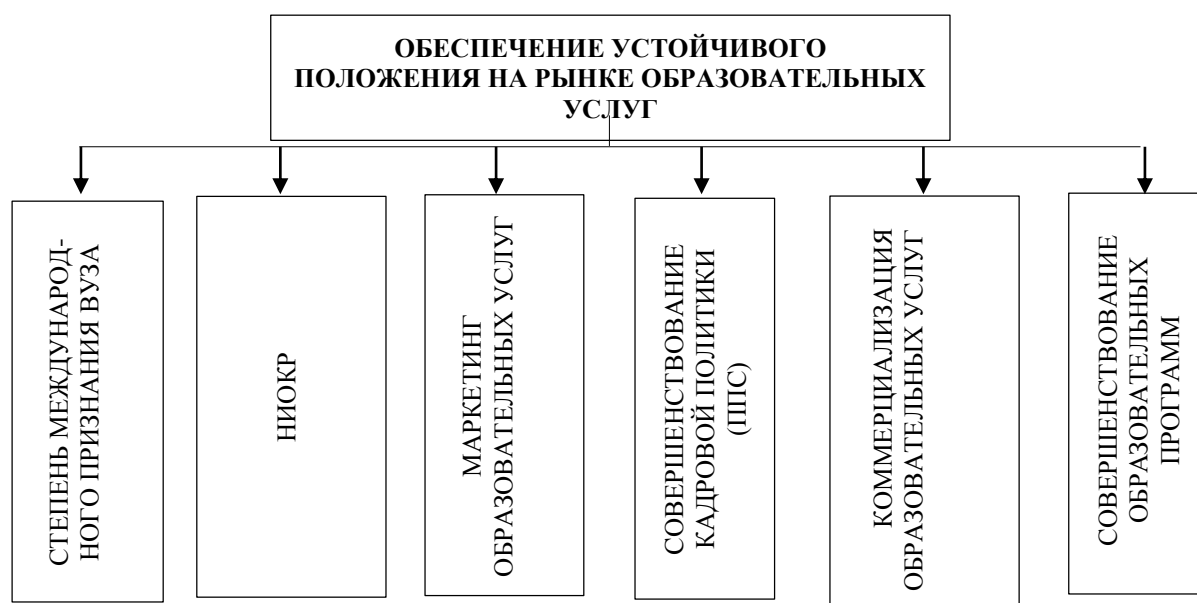 ОБЕСПЕЧЕНИЕ УСТОЙЧИВОГО
ПОЛОЖЕНИЯ НА РЫНКЕ ОБРАЗОВАТЕЛЬНЫХ
УСЛУГ
СТЕПЕНЬ МЕЖДУНАРОД-
НОГО ПРИЗНАНИЯ ВУЗА
НИОКР
МАРКЕТИНГ
ОБРАЗОВАТЕЛЬНЫХ УСЛУГ
СОВЕРШЕНСТВОВАНИЕ
КАДРОВОЙ ПОЛИТИКИ
(ППС)
КОММЕРЦИАЛИЗАЦИЯ
ОБРАЗОВАТЕЛЬНЫХ УСЛУГ
СОВЕРШЕНСТВОВАНИЕ
ОБРАЗОВАТЕЛЬНЫХ
ПРОГРАММ